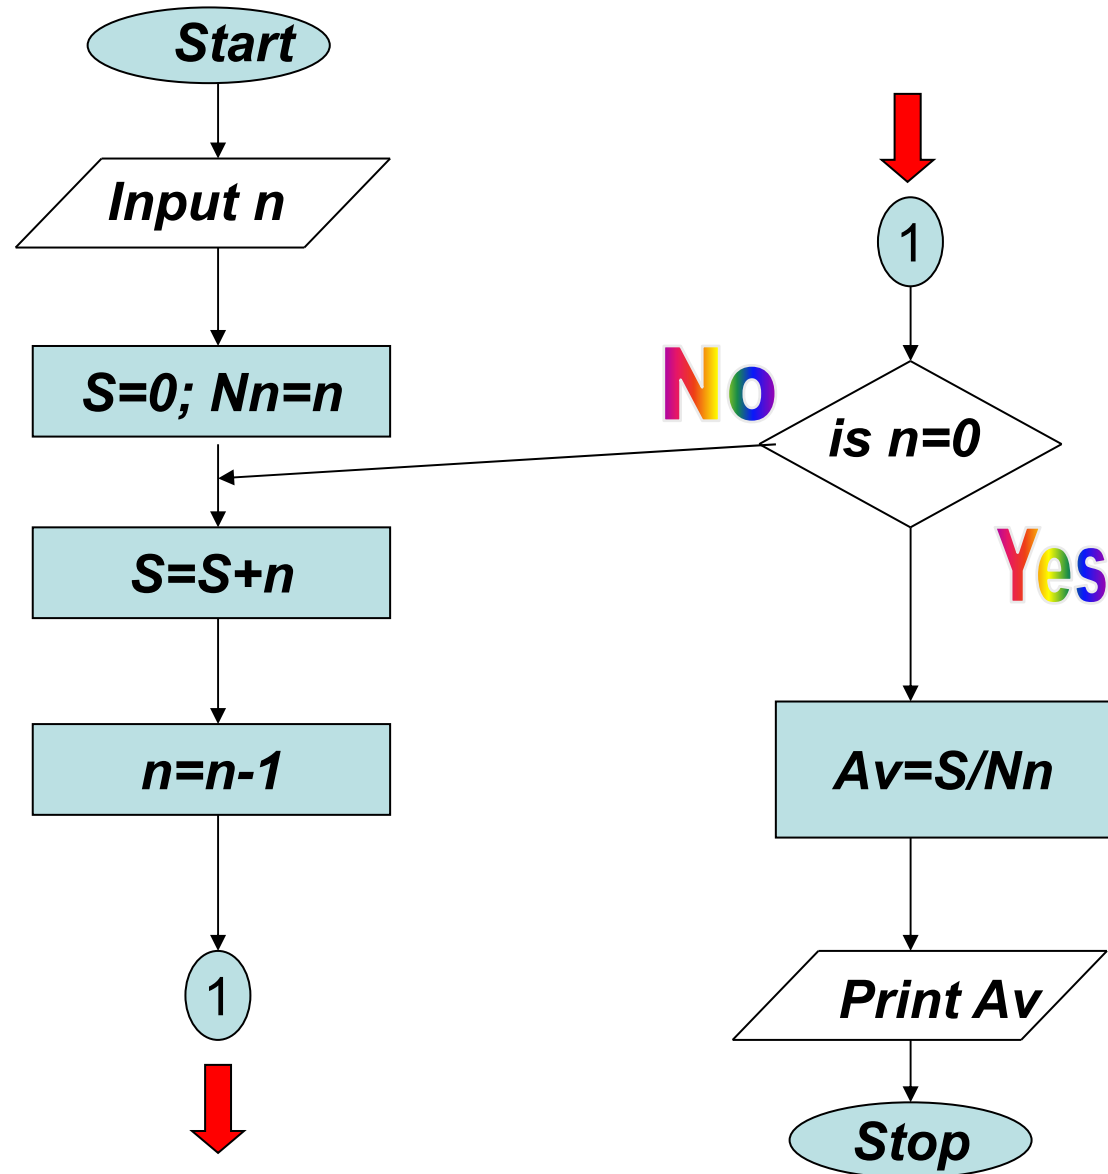 Start
Input n
S=0; Nn=n
S=S+n
n=n-1
1
1
is n=0
No
Yes
Av=S/Nn
Print Av
Stop